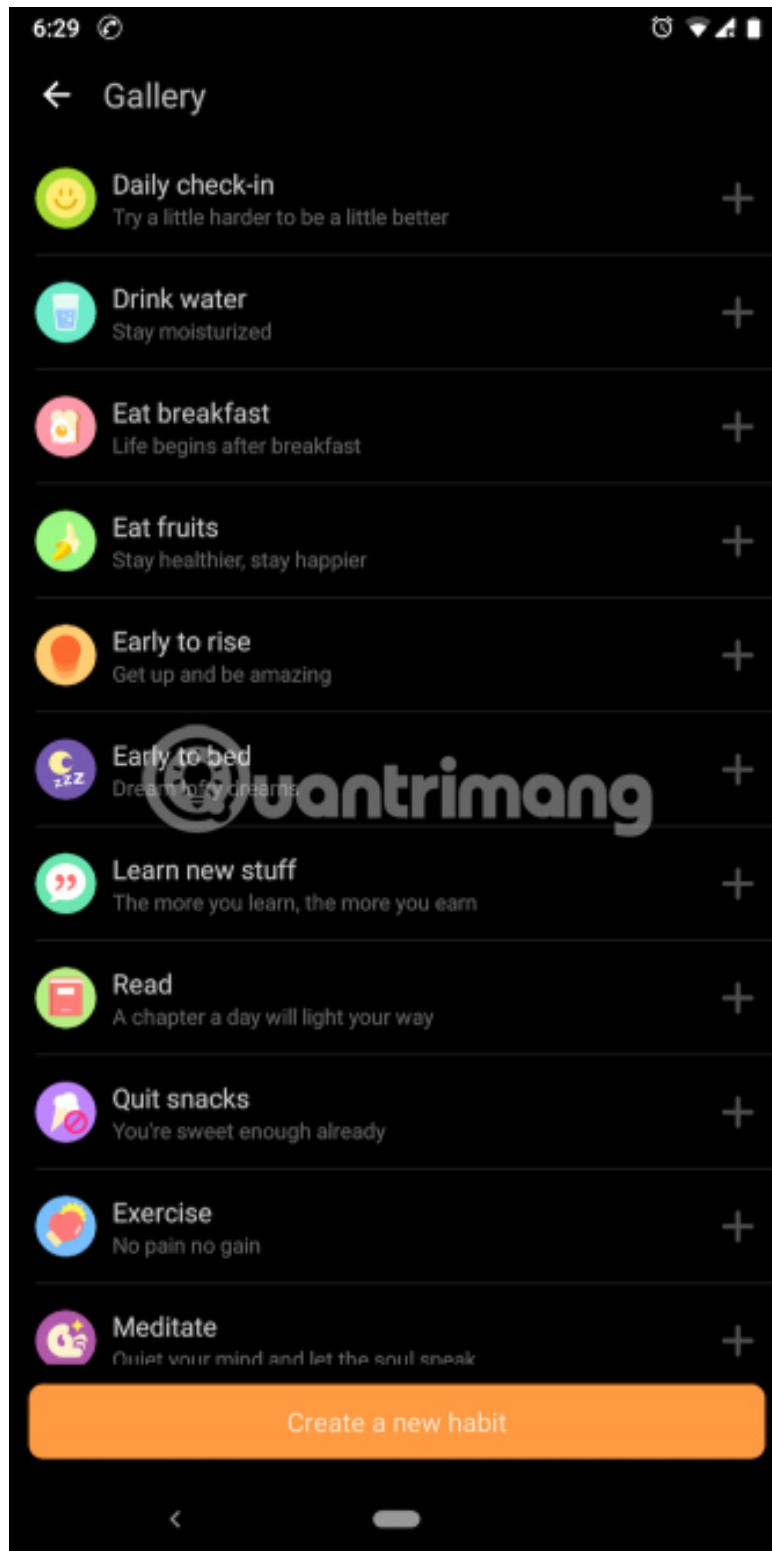 6:29
Gallery
Daily check-in
Try a little harder to be a little better
Drink water
Stay moisturized
Eat breakfast
Life begins after breakfast
Eat fruits
Stay healthier, stay happier
Early to rise
Get up and be amazing
Early to bed
Dream lofty dreams
Quantrimang
Learn new stuff
The more you learn, the more you earn
Read
A chapter a day will light your way
Quit snacks
You're sweet enough already
Exercise
No pain no gain
Meditate
Quiet your mind and let the soul speak
Create a new habit